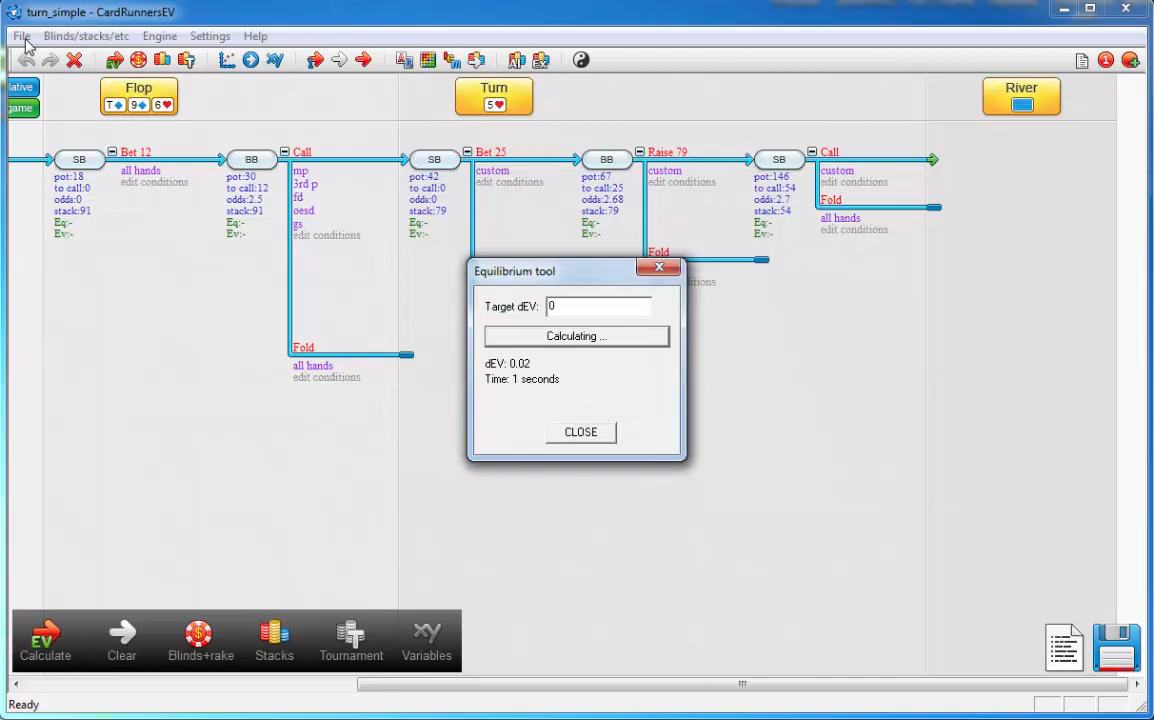 turn_simple - CardRunnersEV
File Blinds/stacks/etc Engine Settings Help
lative
game
Flop
T♦ 9♦ 6♥
Turn
5♥
River
SB
Bet 12
all hands
edit conditions
pot:18
to call:0
odds:0
stack:91
Eq:-
Ev:-
BB
Call
mp
3rd p
fd
oesd
gs
edit conditions
pot:30
to call:12
odds:2.5
stack:91
Eq:-
Ev:-
Fold
all hands
edit conditions
SB
Bet 25
custom
edit conditions
pot:42
to call:0
odds:0
stack:79
Eq:-
Ev:-
BB
Raise 79
custom
edit conditions
pot:67
to call:25
odds:2.68
stack:79
Eq:-
Ev:-
Fold
itions
SB
Call
custom
edit conditions
pot:146
to call:54
odds:2.7
stack:54
Eq:-
Ev:-
Fold
all hands
edit conditions
Equilibrium tool
Target dEV: 0
Calculating ...
dEV: 0.02
Time: 1 seconds
CLOSE
EV
Calculate Clear Blinds+rake Stacks Tournament Variables
Ready